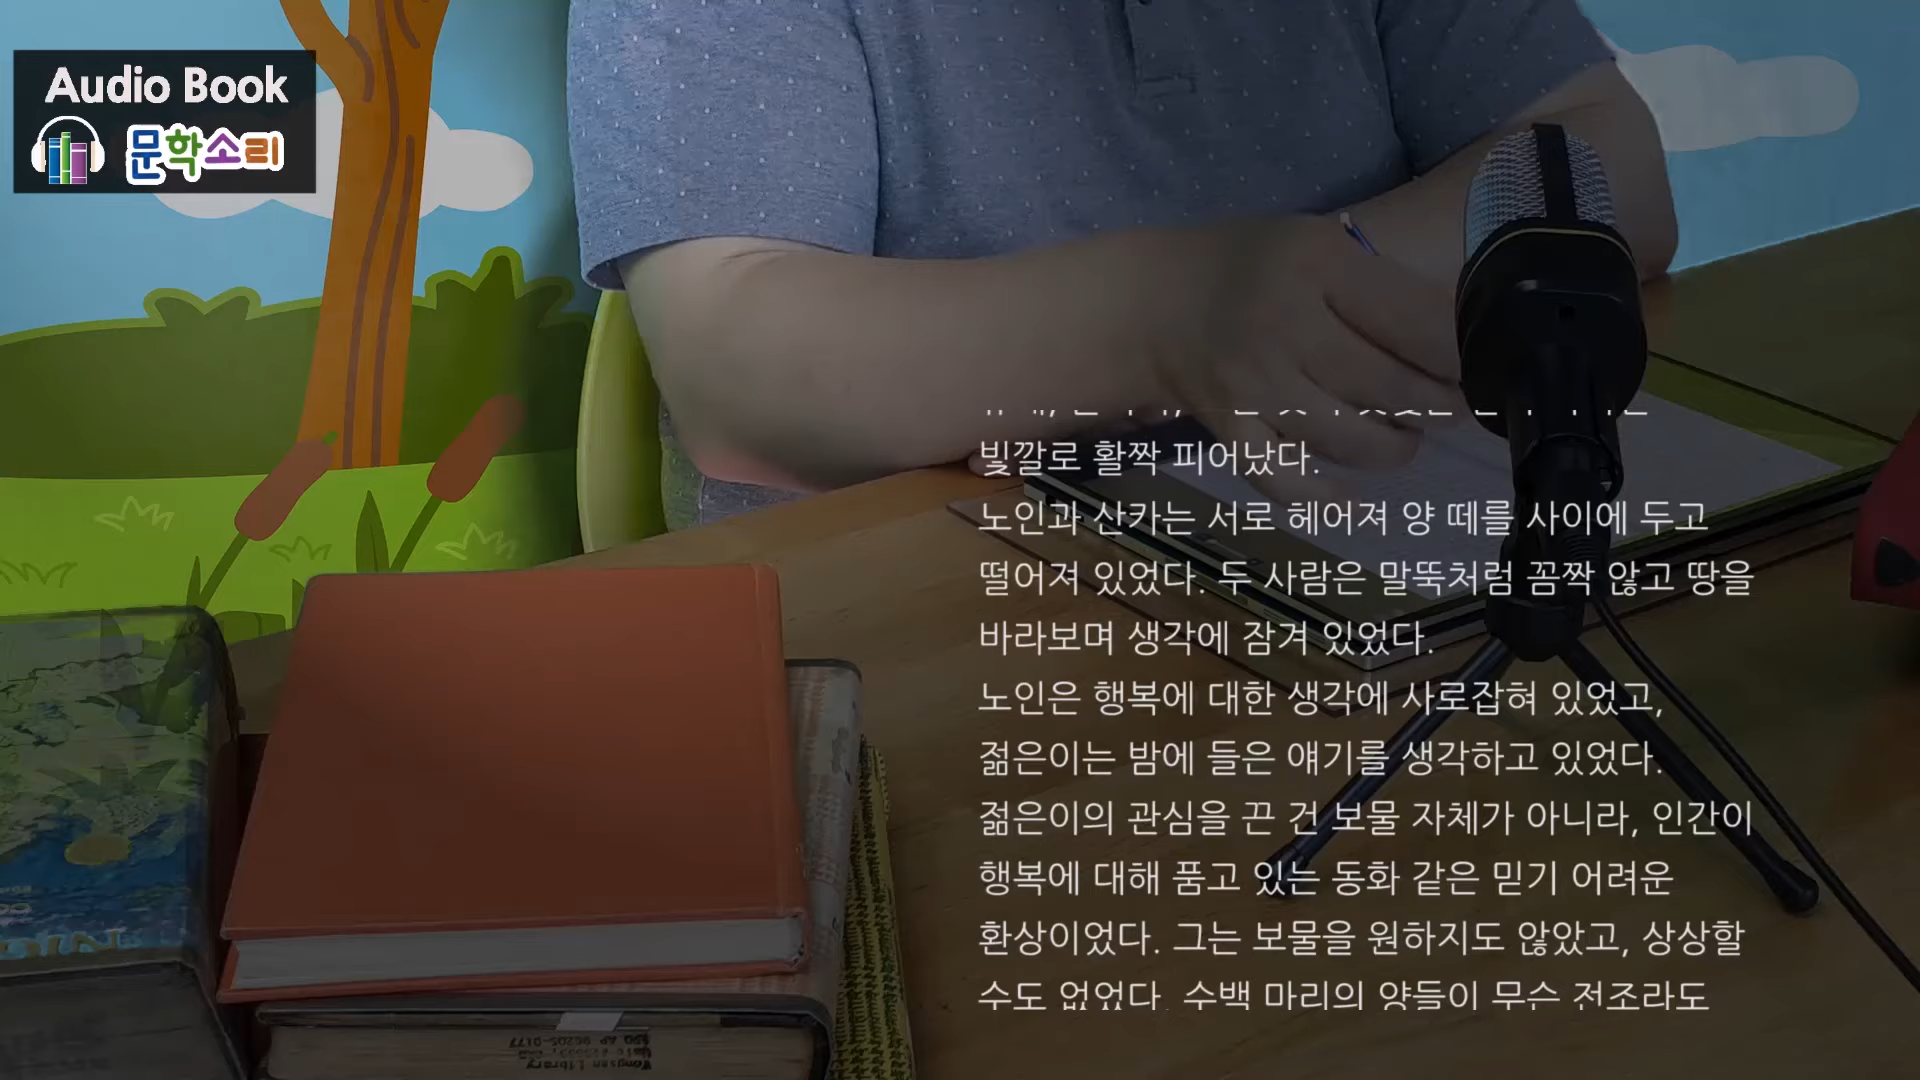 Audio Book
문학소리
빛깔로 활짝 피어났다.
노인과 산카는 서로 헤어져 양 떼를 사이에 두고
떨어져 있었다. 두 사람은 말뚝처럼 꼼짝 않고 땅을
바라보며 생각에 잠겨 있었다.
노인은 행복에 대한 생각에 사로잡혀 있었고,
젊은이는 밤에 들은 얘기를 생각하고 있었다.
젊은이의 관심을 끈 건 보물 자체가 아니라, 인간이
행복에 대해 품고 있는 동화 같은 믿기 어려운
환상이었다. 그는 보물을 원하지도 않았고, 상상할
수도 없었다. 수백 마리의 양들이 무슨 전조라도
Yongsan Library